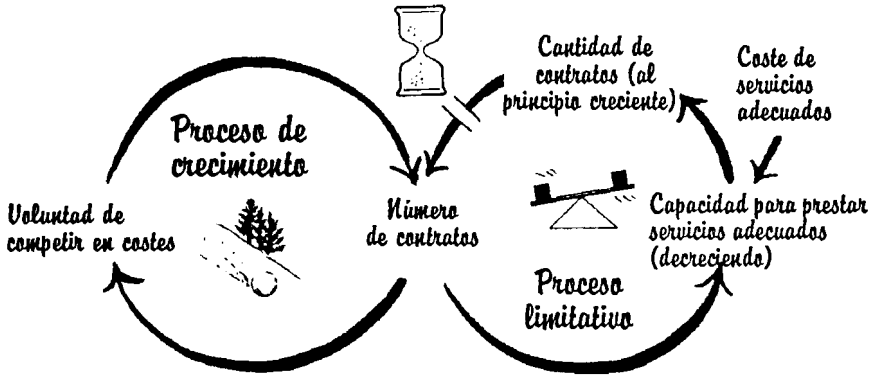 Proceso de
crecimiento
Voluntad de
competir en costes
Número
de contratos
Cantidad de
contratos (al
principio creciente)
Coste de
servicios
adecuados
Capacidad para prestar
servicios adecuados
(decreciendo)
Proceso
limitativo